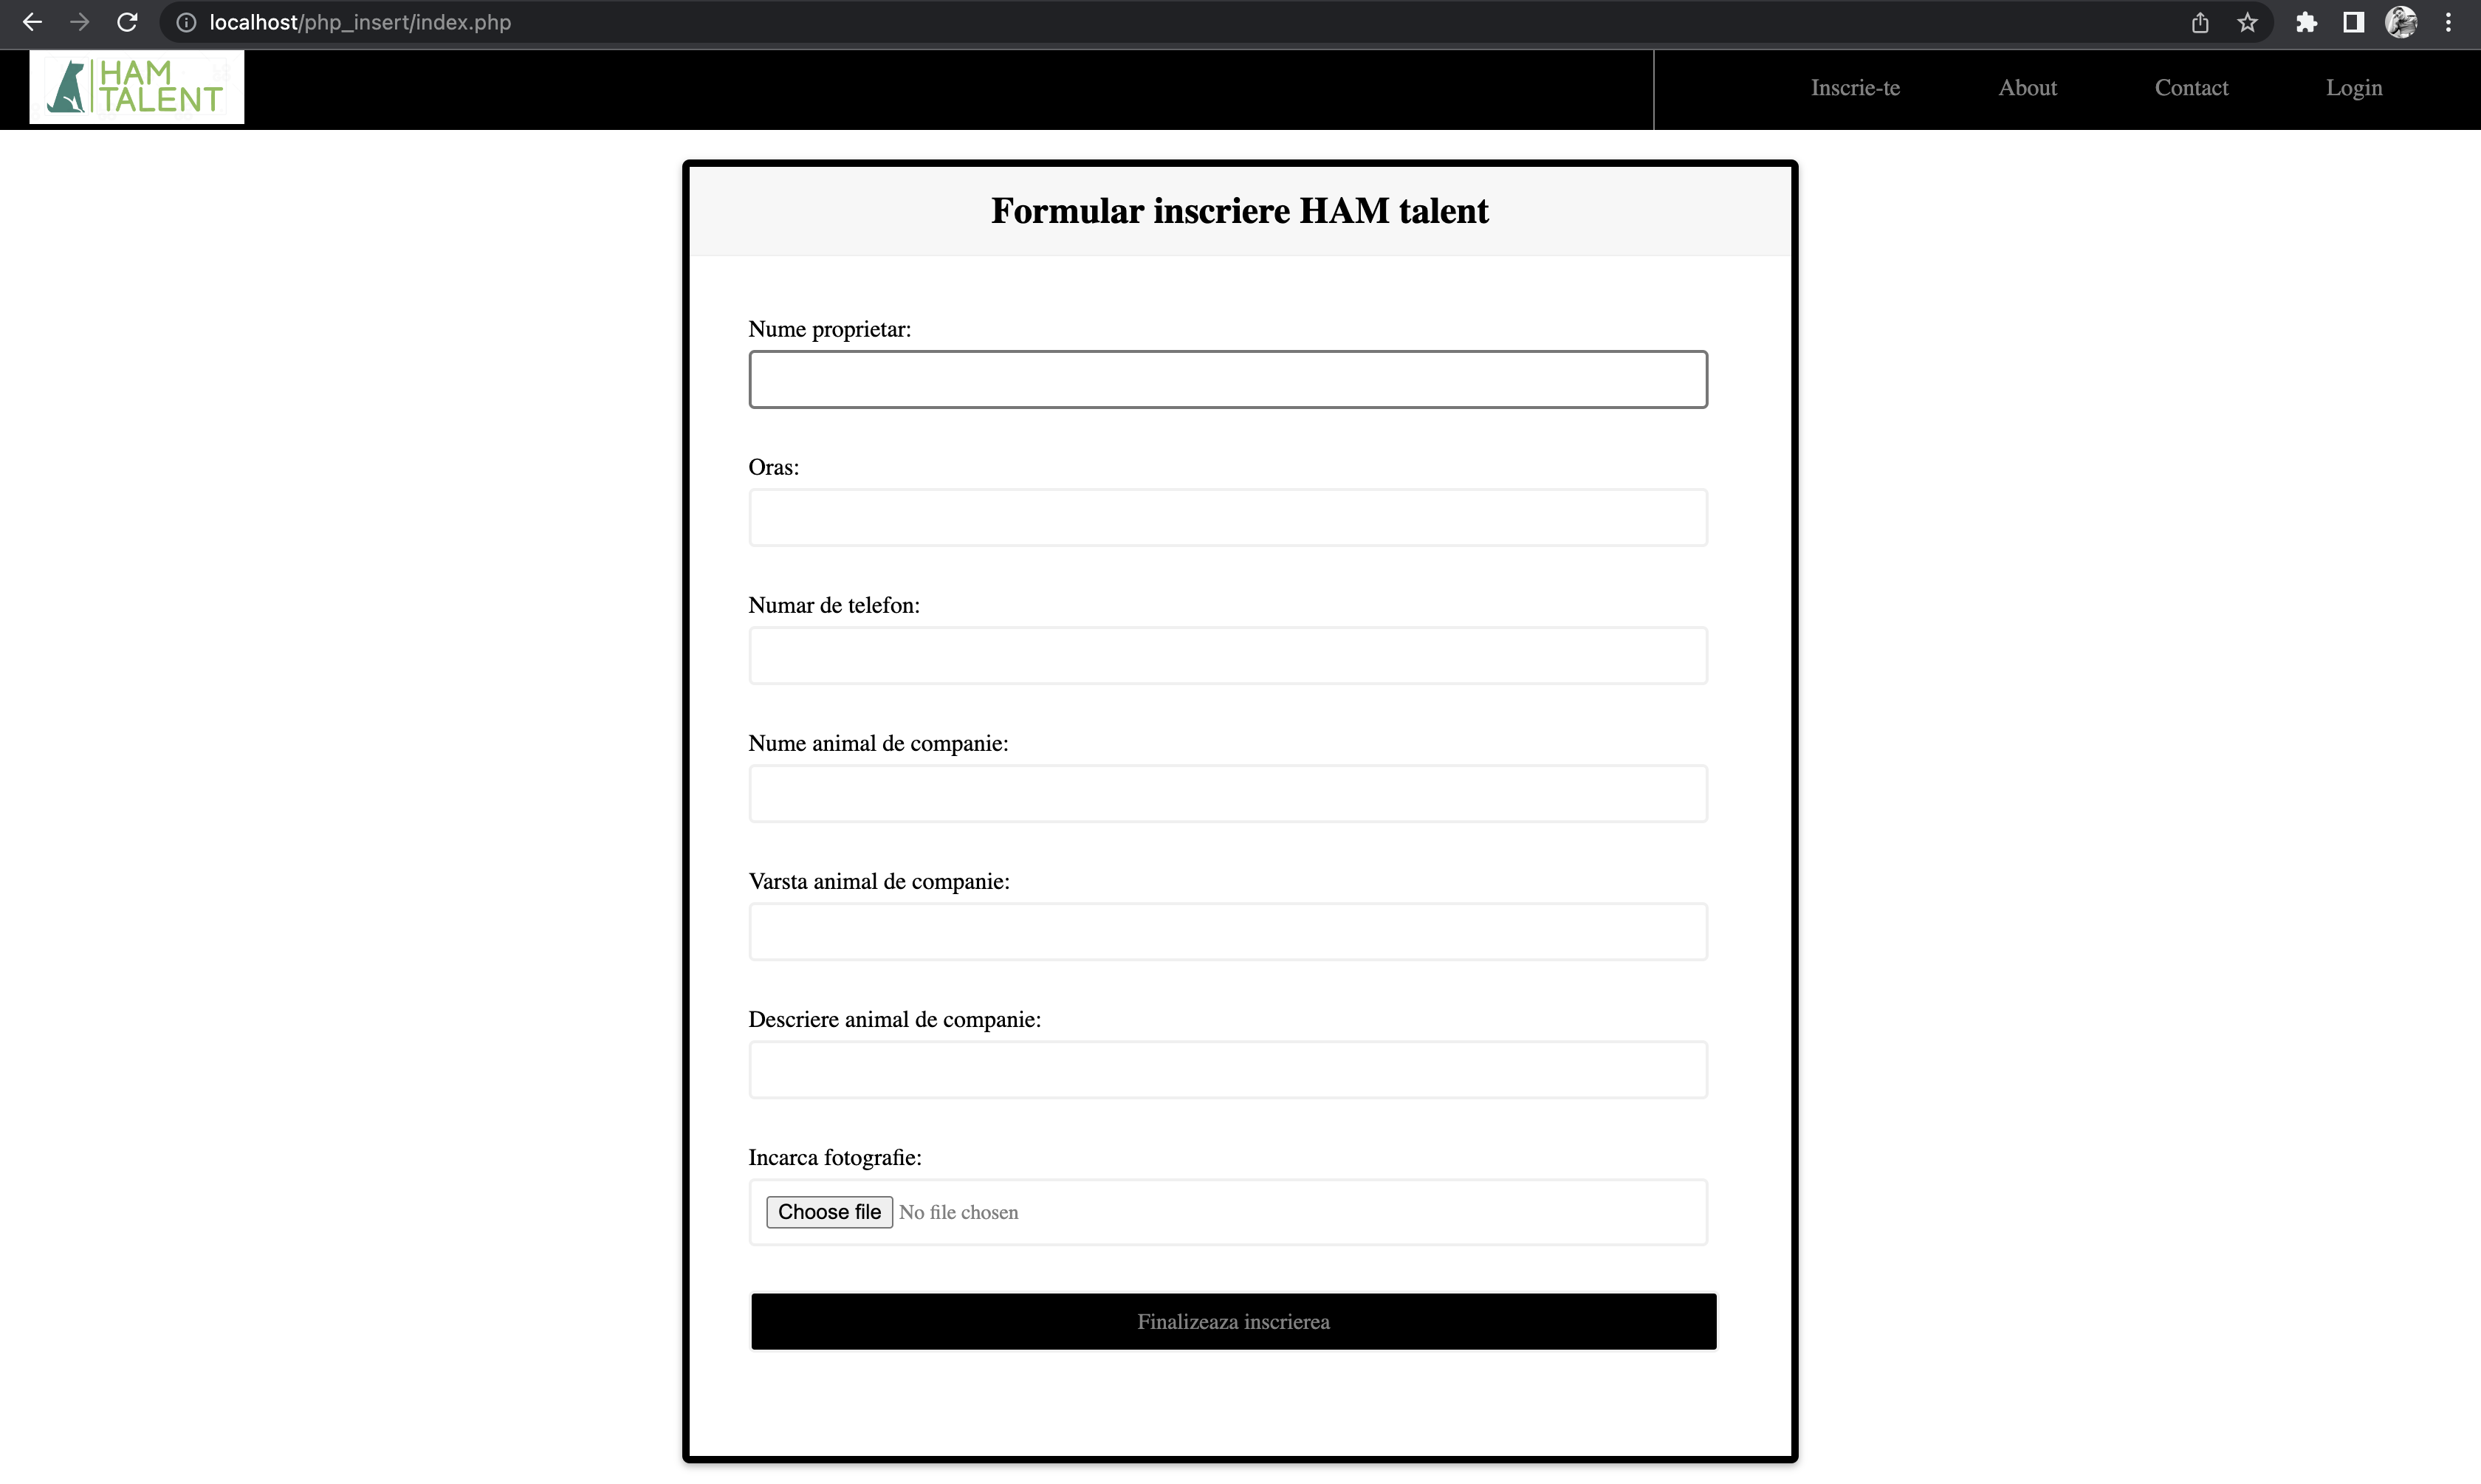 localhost/php_insert/index.php
HAM
TALENT
Inscrie-te About Contact Login
Formular inscriere HAM talent
Nume proprietar:
Oras:
Numar de telefon:
Nume animal de companie:
Varsta animal de companie:
Descriere animal de companie:
Incarca fotografie:
Choose file No file chosen
Finalizeaza inscrierea